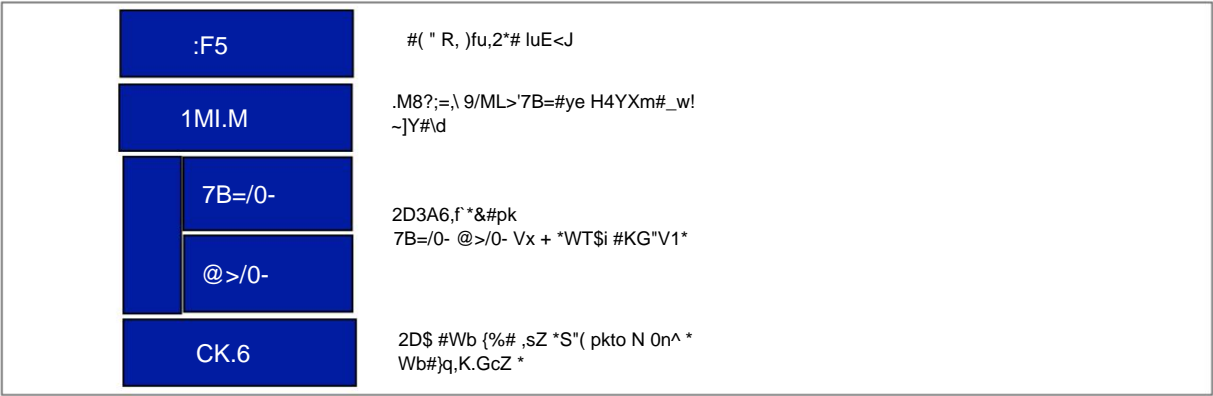 :F5
#( " R, )fu,2*# luE<J
1MI.M
.M8?;=,\ 9/ML>'7B=#ye H4YXm#_w!
~]Y#\d
7B=/0-
@>/0-
2D3A6,f`*&#pk
7B=/0- @>/0- Vx + *WT$i #KG"V1*
CK.6
2D$ #Wb {%# ,sZ *S"( pkto N 0n^ *
Wb#}q,K.GcZ *